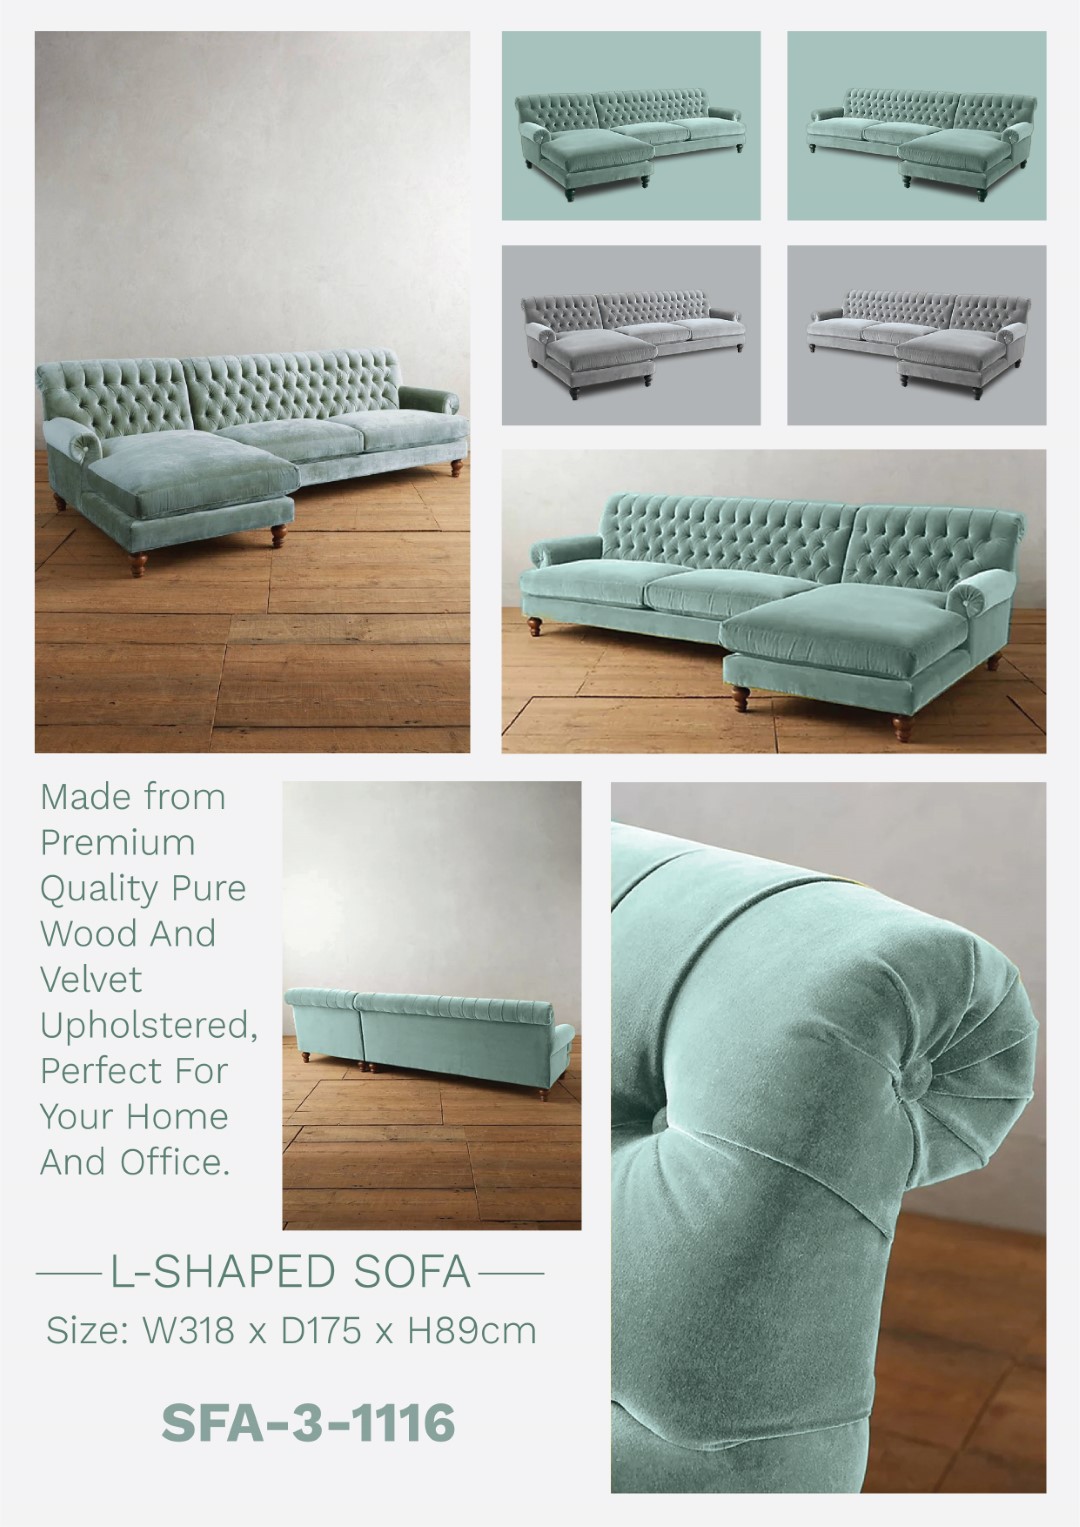 Made from
Premium
Quality Pure
Wood And
Velvet
Upholstered,
Perfect For
Your Home
And Office.
L-SHAPED SOFA
Size: W318 x D175 x H89cm
SFA-3-1116